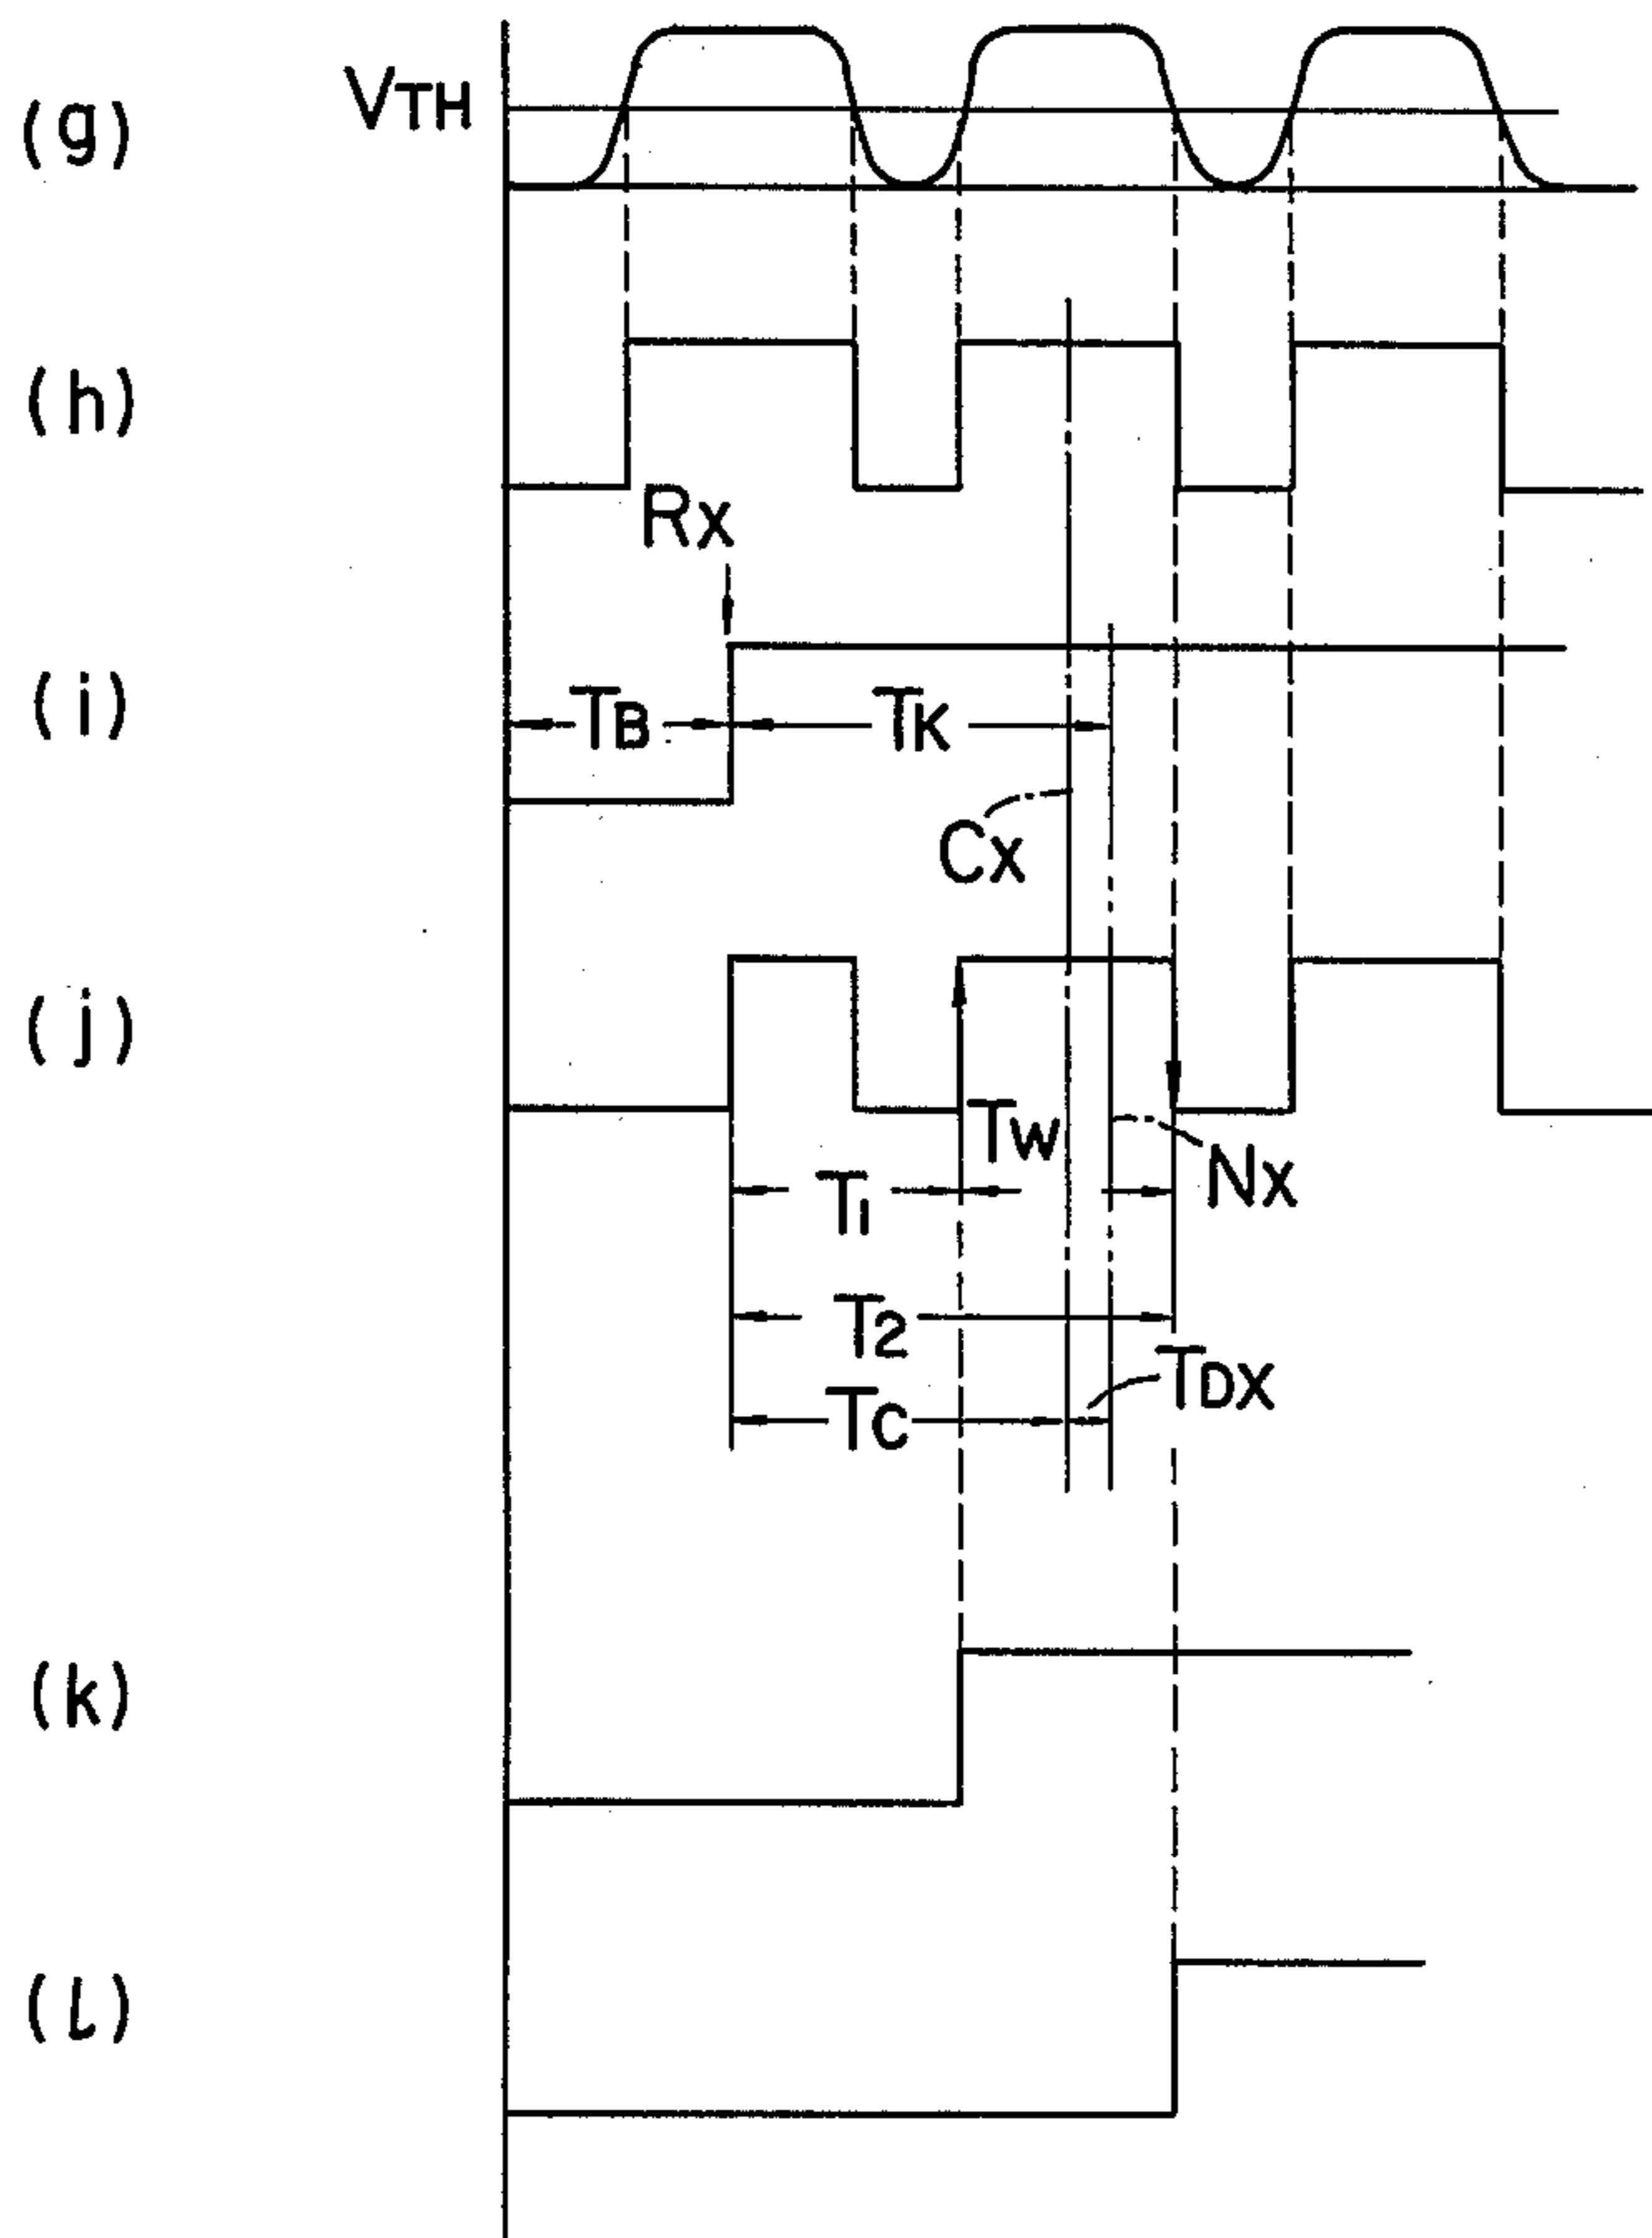 (g) VTH
(h)
Rx
(i) TB TK
Cx
(j)
Tw
T1 Nx
T2
TDX
Tc
(k)
(l)